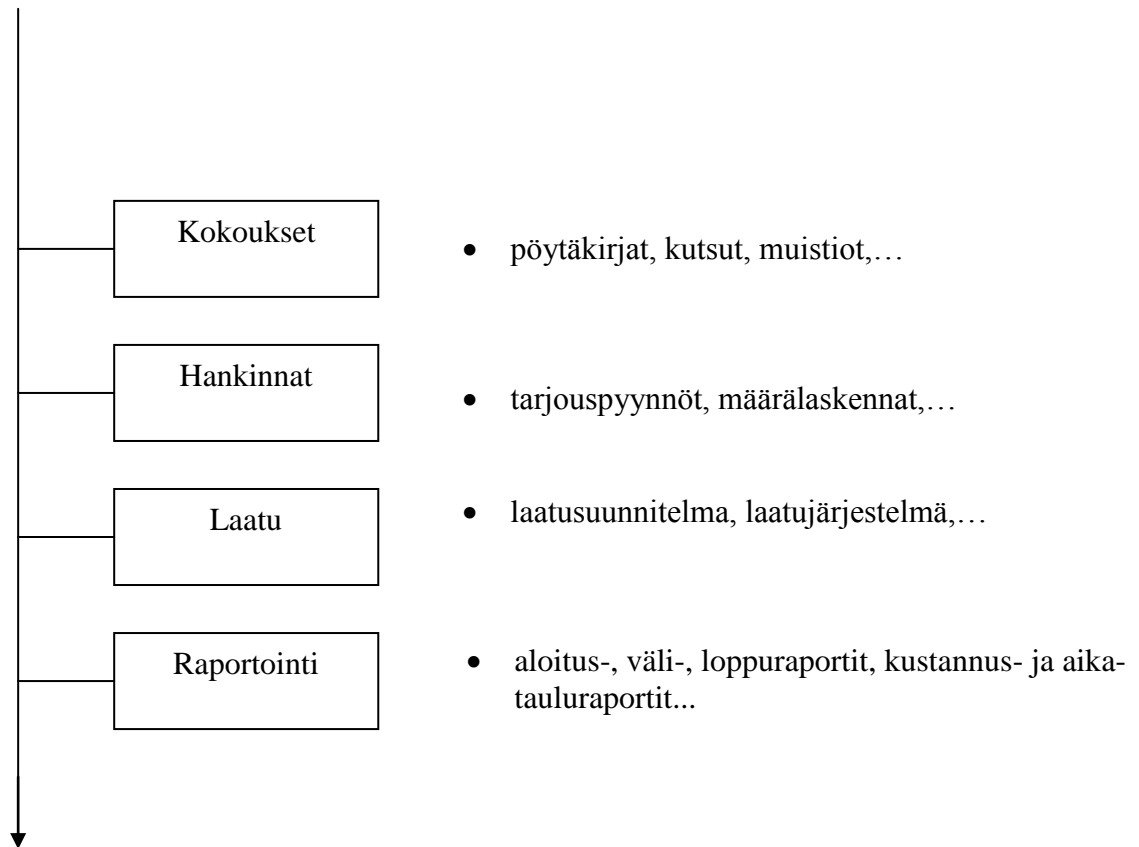 Kokoukset
• pöytäkirjat, kutsut, muistiot,…
Hankinnat
• tarjouspyynnöt, määrälaskennat,…
Laatu
• laatusuunnitelma, laatujärjestelmä,…
Raportointi
• aloitus-, väli-, loppuraportit, kustannus- ja aika-
tauluraportit...